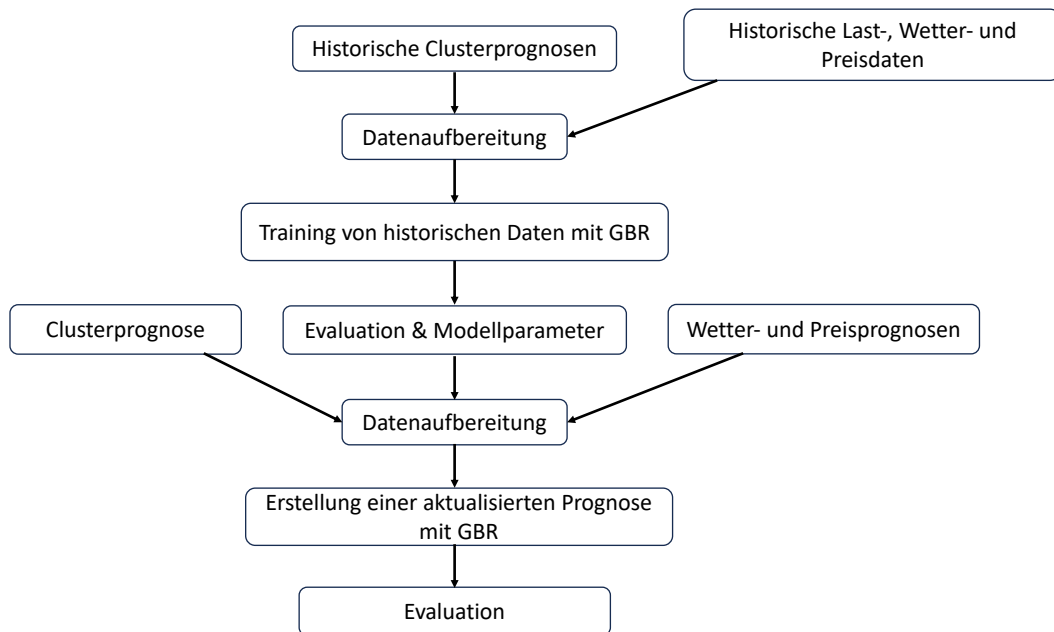 Historische Clusterprognosen
Historische Last-, Wetter- und
Preisdaten
Datenaufbereitung
Training von historischen Daten mit GBR
Clusterprognose
Evaluation & Modellparameter
Wetter- und Preisprognosen
Datenaufbereitung
Erstellung einer aktualisierten Prognose
mit GBR
Evaluation